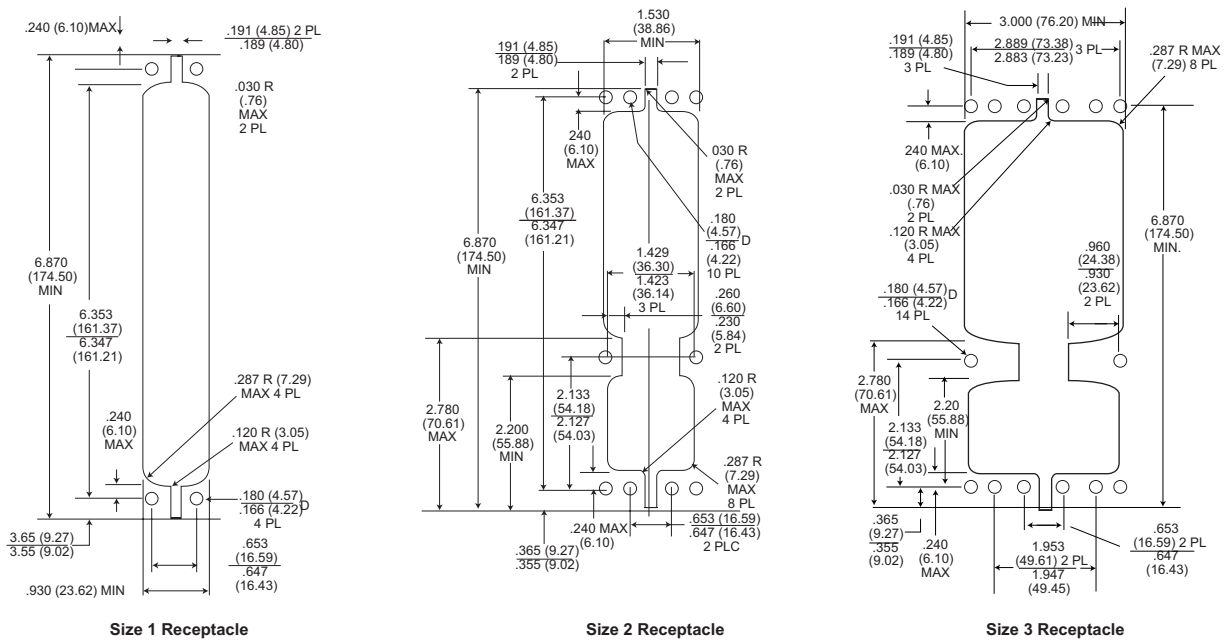 .240 (6.10)MAX
.191 (4.85) 2 PL
.189 (4.80)
.030 R
(.76)
MAX
2 PL
6.870
(174.50)
MIN
6.353
(161.37)
6.347
(161.21)
.287 R (7.29)
MAX 4 PL
.240
(6.10)
MAX
.120 R (3.05)
MAX 4 PL
.180 (4.57)
.166 (4.22)
D
4 PL
3.65 (9.27)
3.55 (9.02)
.653
(16.59)
.647
(16.43)
.930 (23.62) MIN
Size 1 Receptacle
1.530
(38.86)
MIN
191 (4.85)
.189 (4.80)
2 PL
240
(6.10)
MAX
030 R
(.76)
MAX
2 PL
6.353
(161.37)
6.347
(161.21)
6.870
(174.50)
MIN
.180
(4.57)
.166
(4.22)
D
10 PL
1.429
(36.30)
1.423
(36.14)
3 PL
.260
(6.60)
.230
(5.84)
2 PL
2.780
(70.61)
MAX
2.200
(55.88)
MIN
2.133
(54.18)
2.127
(54.03)
.120 R
(3.05)
MAX
4 PL
.287 R
(7.29)
MAX
8 PL
.365 (9.27)
.355 (9.02)
.240 MAX
(6.10)
.653 (16.59)
.647 (16.43)
2 PLC
Size 2 Receptacle
3.000 (76.20) MIN
.191 (4.85)
.189 (4.80)
3 PL
2.889 (73.38)
2.883 (73.23)
3 PL
.287 R MAX
(7.29) 8 PL
240 MAX.
(6.10)
.030 R MAX
(.76)
2 PL
.120 R MAX
(3.05)
4 PL
6.870
(174.50)
MIN.
.960
(24.38
.930
(23.62)
2 PL
.180 (4.57)
.166 (4.22)
D
14 PL
2.780
(70.61)
MAX
2.133
(54.18)
2.127
(54.03)
2.20
(55.88)
MIN
.365
(9.27)
.355
(9.02)
.240
(6.10)
MAX
1.953
(49.61) 2 PL
1.947
(49.45)
.653
(16.59) 2 PL
.647
(16.43)
Size 3 Receptacle